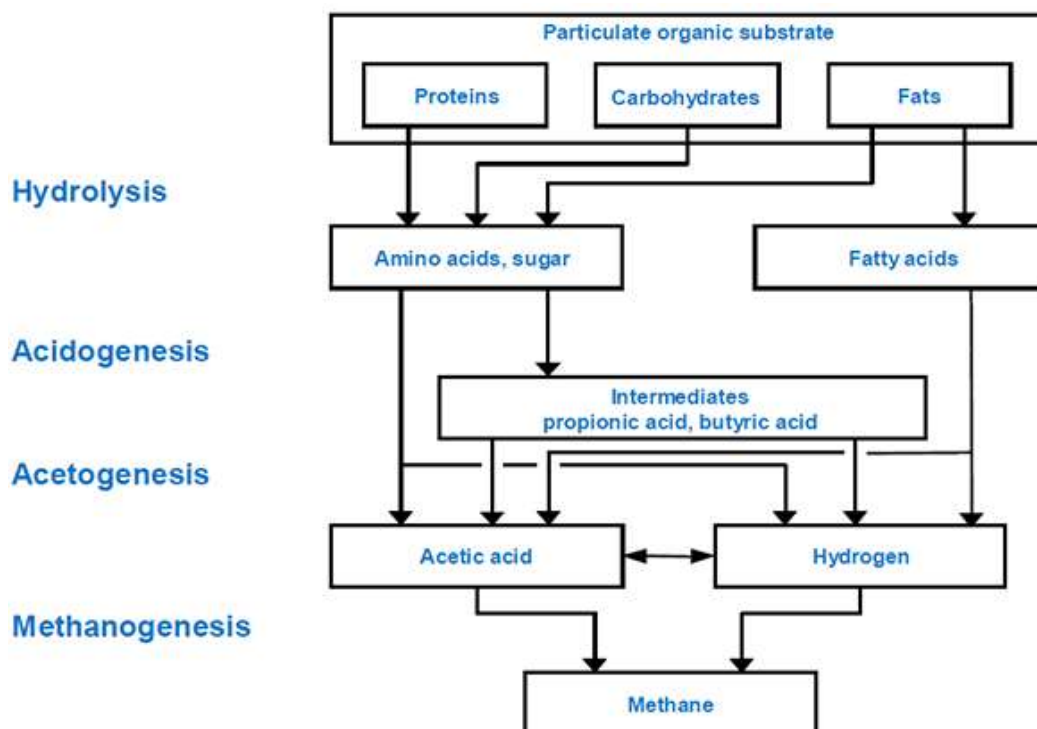 Particulate organic substrate
Proteins
Carbohydrates
Fats
Hydrolysis
Amino acids, sugar
Fatty acids
Acidogenesis
Intermediates
propionic acid, butyric acid
Acetogenesis
Acetic acid
Hydrogen
Methanogenesis
Methane